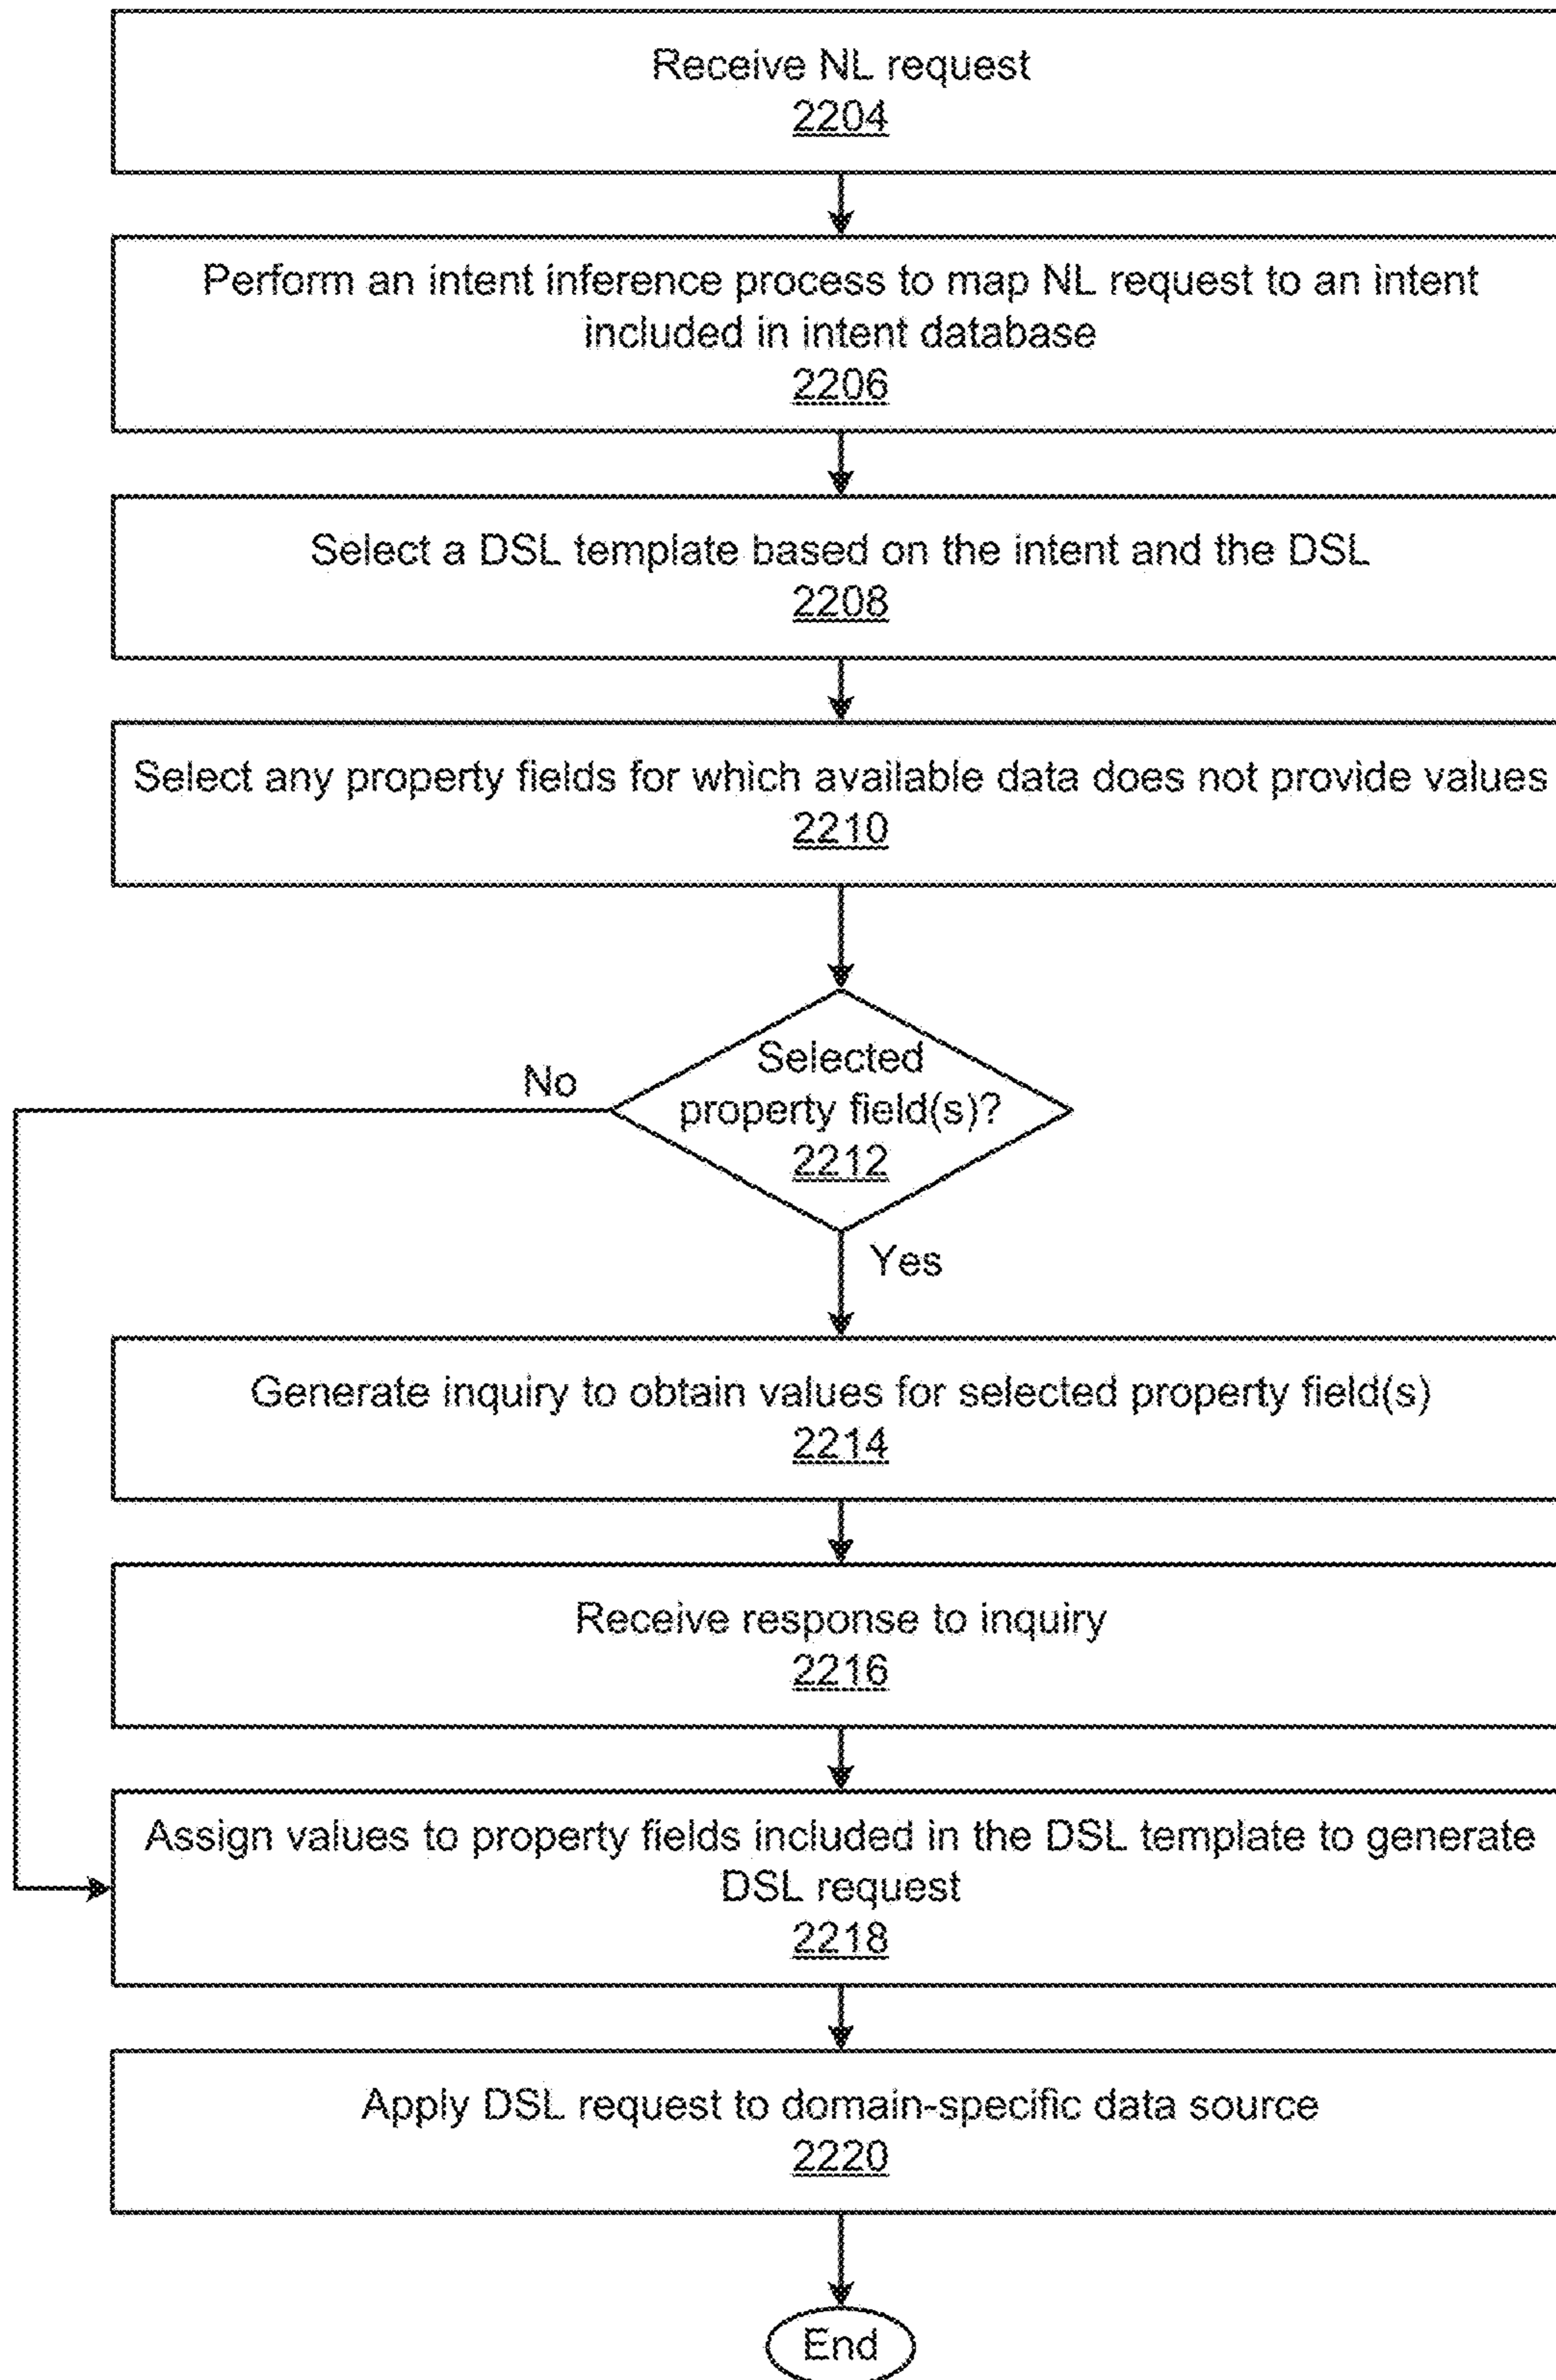 Receive NL request
2204
Perform an intent inference process to map NL request to an intent
included in intent database
2206
Select a DSL template based on the intent and the DSL
2208
Select any property fields for which available data does not provide values
2210
Selected
property field(s)?
2212
No
Yes
Generate inquiry to obtain values for selected property field(s)
2214
Receive response to inquiry
2216
Assign values to property fields included in the DSL template to generate
DSL request
2218
Apply DSL request to domain-specific data source
2220
End